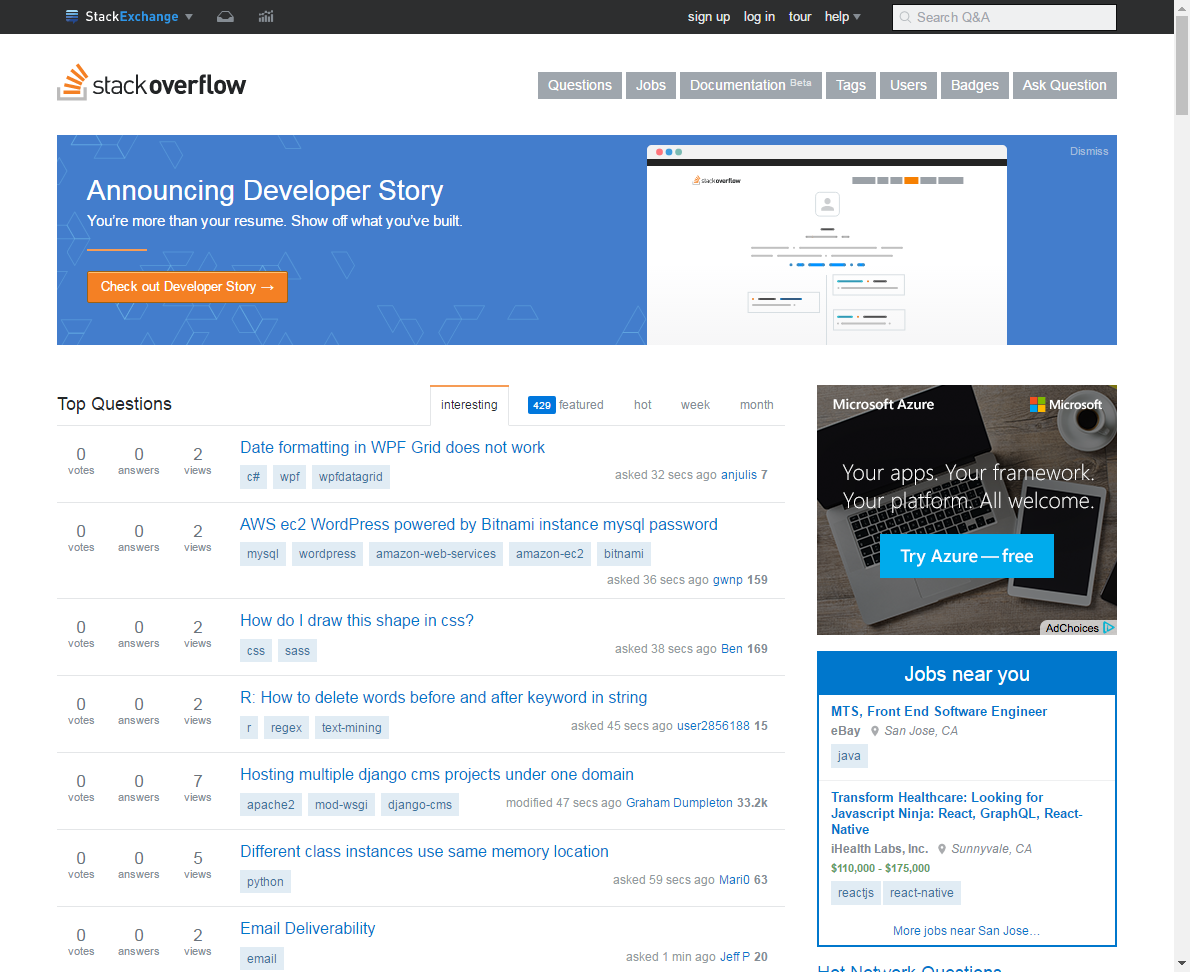 StackExchange
sign up log in tour help
Search Q&A
stackoverflow
Questions Jobs Documentation Beta Tags Users Badges Ask Question
Announcing Developer Story
You're more than your resume. Show off what you've built.
Check out Developer Story →
stackoverflow
Dismiss
Top Questions
interesting 429 featured hot week month
0 votes 0 answers 2 views
Date formatting in WPF Grid does not work
c# wpf wpfdatagrid
asked 32 secs ago anjulis 7
0 votes 0 answers 2 views
AWS ec2 WordPress powered by Bitnami instance mysql password
mysql wordpress amazon-web-services amazon-ec2 bitnami
asked 36 secs ago gwnp 159
0 votes 0 answers 2 views
How do I draw this shape in css?
css sass
asked 38 secs ago Ben 169
0 votes 0 answers 2 views
R: How to delete words before and after keyword in string
r regex text-mining
asked 45 secs ago user2856188 15
0 votes 0 answers 7 views
Hosting multiple django cms projects under one domain
apache2 mod-wsgi django-cms
modified 47 secs ago Graham Dumpleton 33.2k
0 votes 0 answers 5 views
Different class instances use same memory location
python
asked 59 secs ago Mari0 63
0 votes 0 answers 2 views
Email Deliverability
email
asked 1 min ago Jeff P 20
Microsoft Azure
Microsoft
Your apps. Your framework.
Your platform. All welcome.
Try Azure—free
AdChoices
Jobs near you
MTS, Front End Software Engineer
eBay San Jose, CA
java
Transform Healthcare: Looking for
Javascript Ninja: React, GraphQL, React-
Native
iHealth Labs, Inc. Sunnyvale, CA
$110,000 - $175,000
reactjs react-native
More jobs near San Jose…
Hot Network Questions